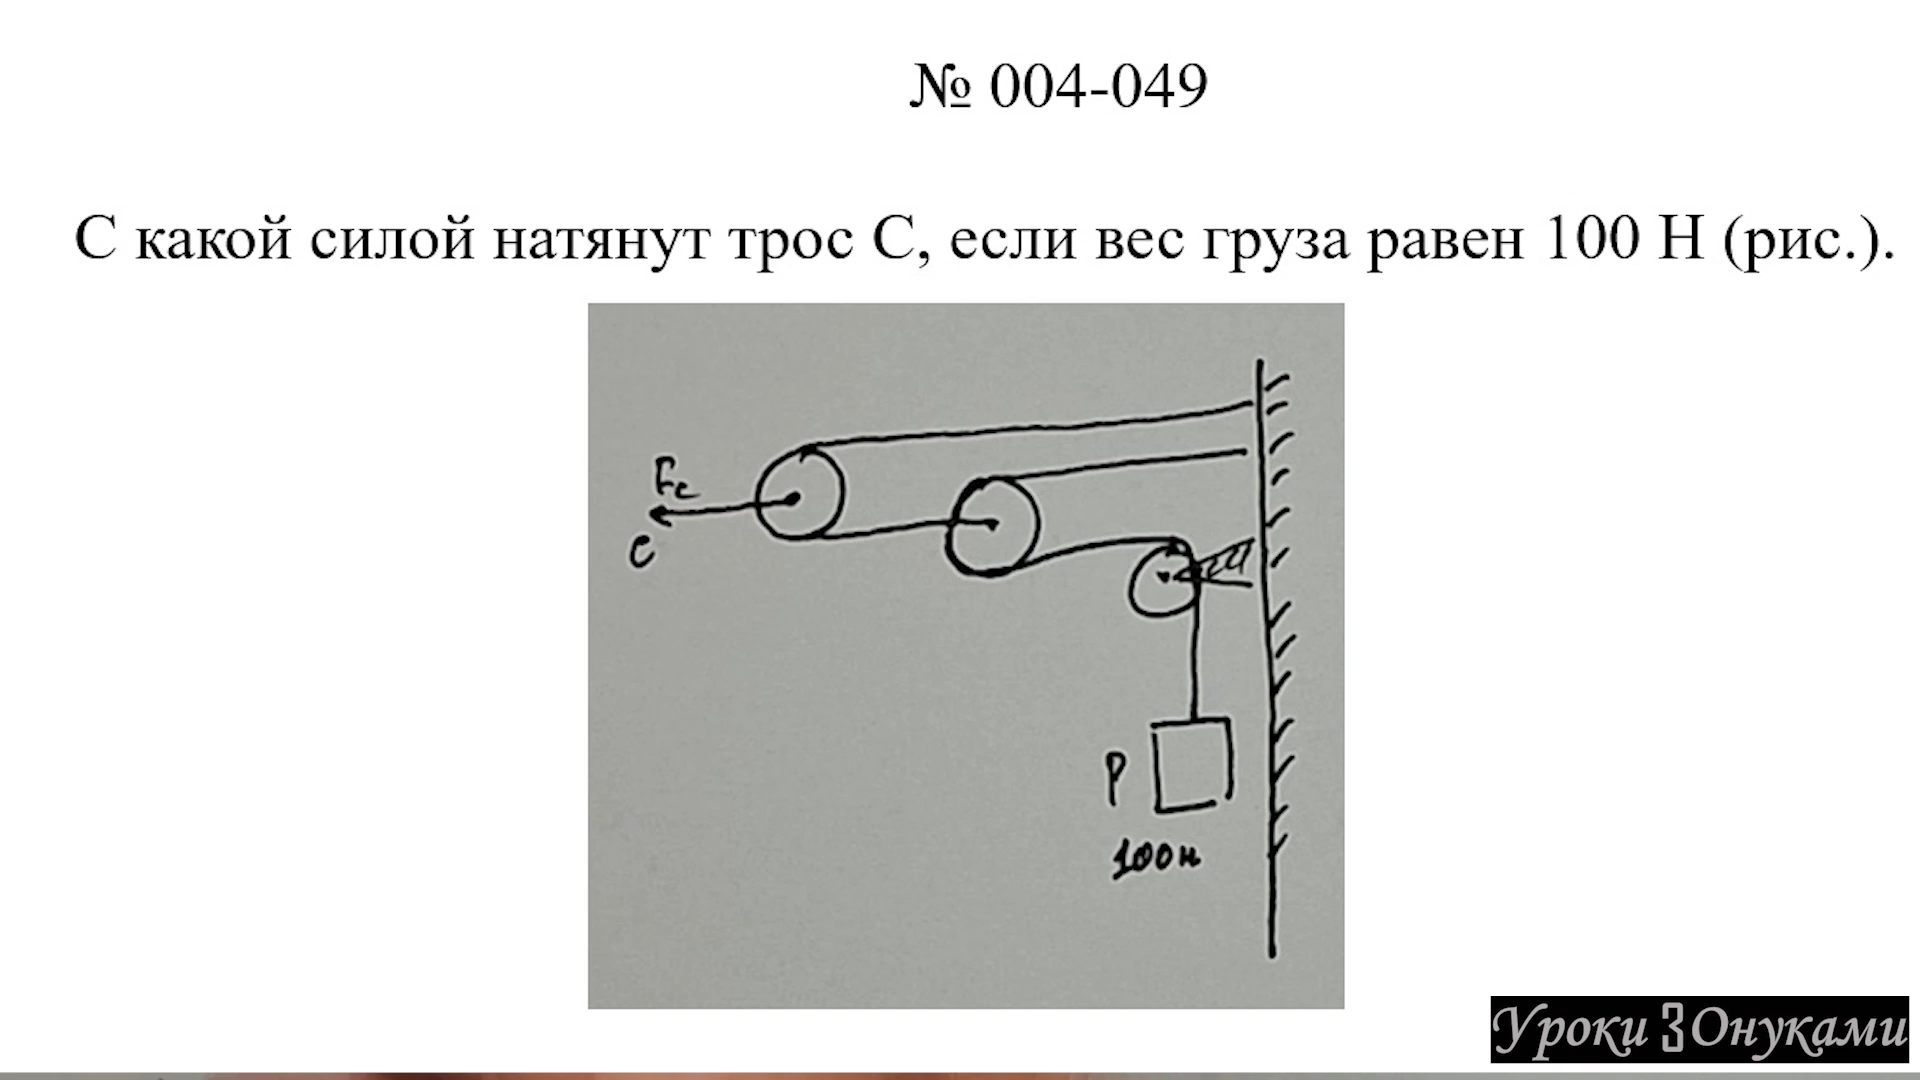 № 004-049
С какой силой натянут трос С, если вес груза равен 100 Н (рис.).
Fc
C
P
100н
Уроки З Онуками